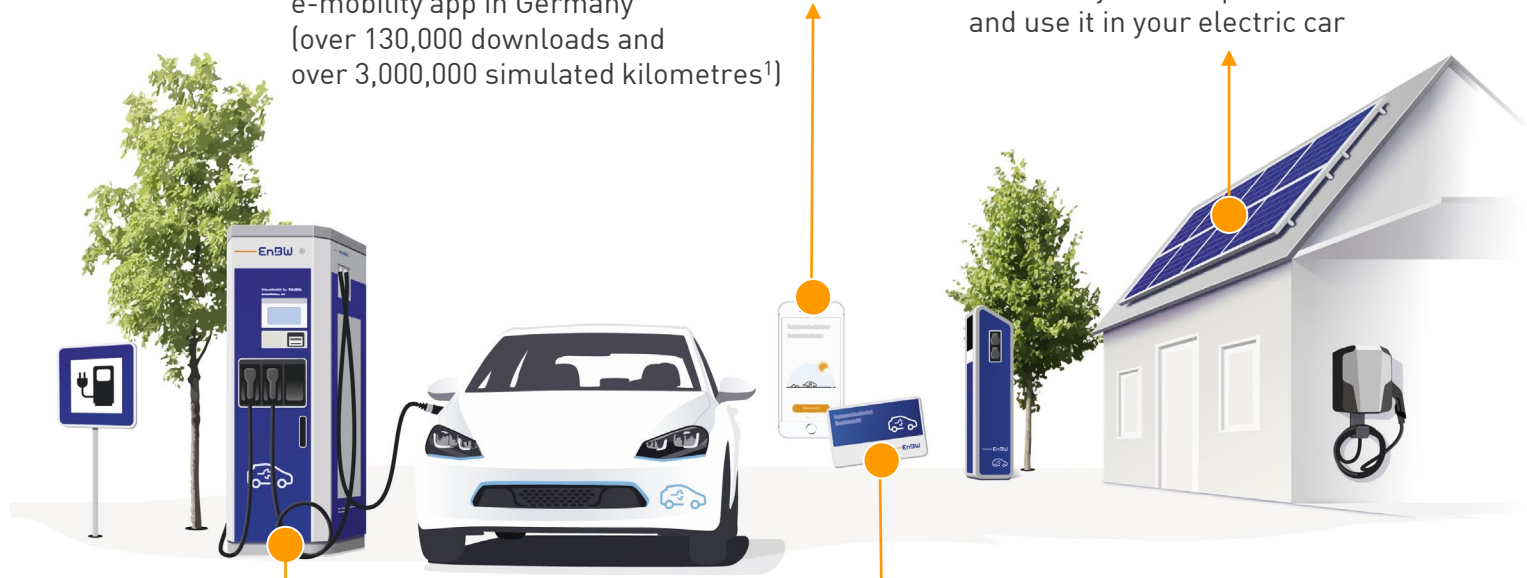 e-mobility app in Germany
(over 130,000 downloads and
over 3,000,000 simulated kilometres¹)
and use it in your electric car
EnBW
EnBW
EnBW